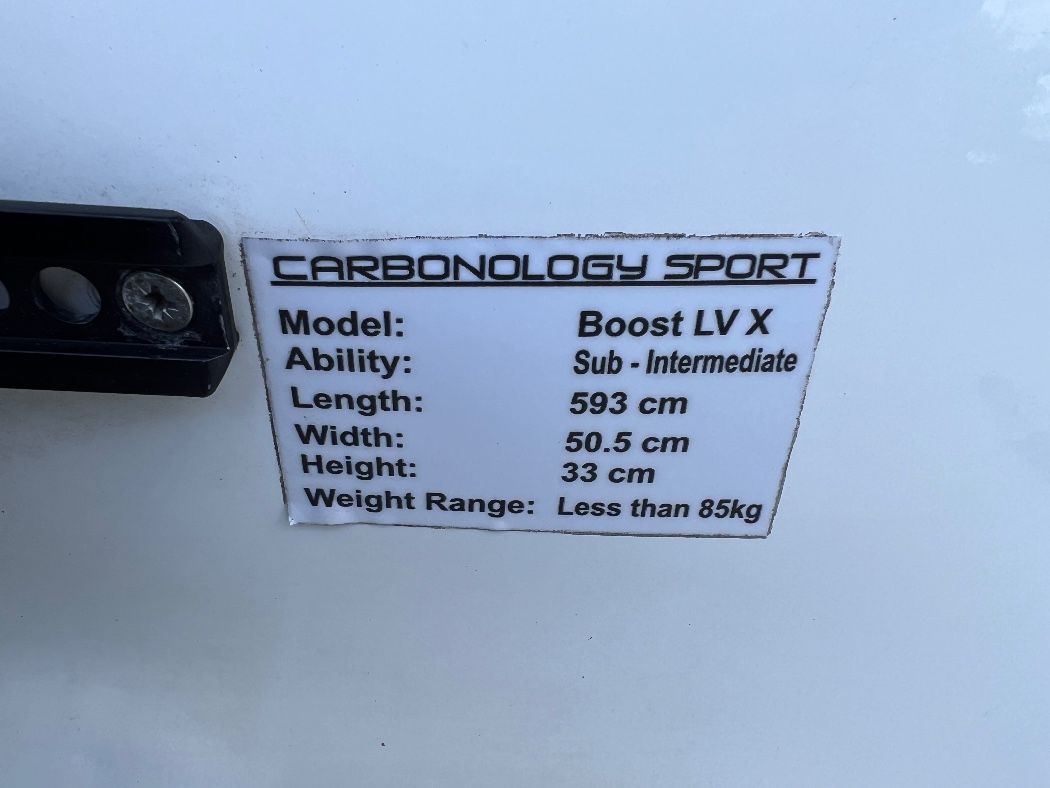 CARBONOLOGY SPORT
Model: Boost LV X
Ability: Sub - Intermediate
Length: 593 cm
Width: 50.5 cm
Height: 33 cm
Weight Range: Less than 85kg